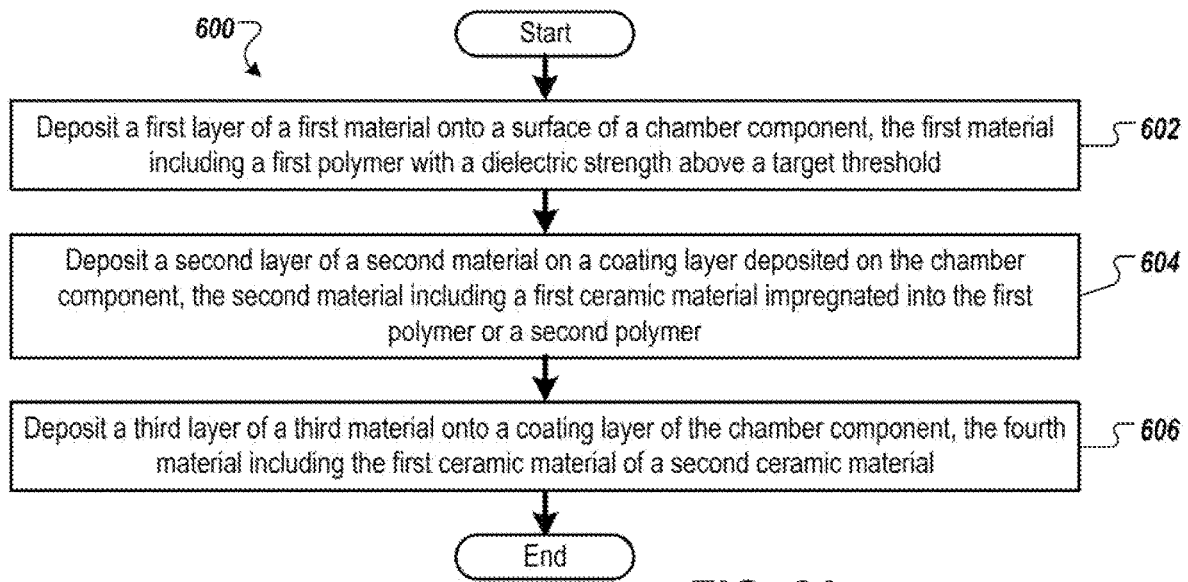 600
Start
Deposit a first layer of a first material onto a surface of a chamber component, the first material
including a first polymer with a dielectric strength above a target threshold
602
Deposit a second layer of a second material on a coating layer deposited on the chamber
component, the second material including a first ceramic material impregnated into the first
polymer or a second polymer
604
Deposit a third layer of a third material onto a coating layer of the chamber component, the fourth
material including the first ceramic material of a second ceramic material
606
End